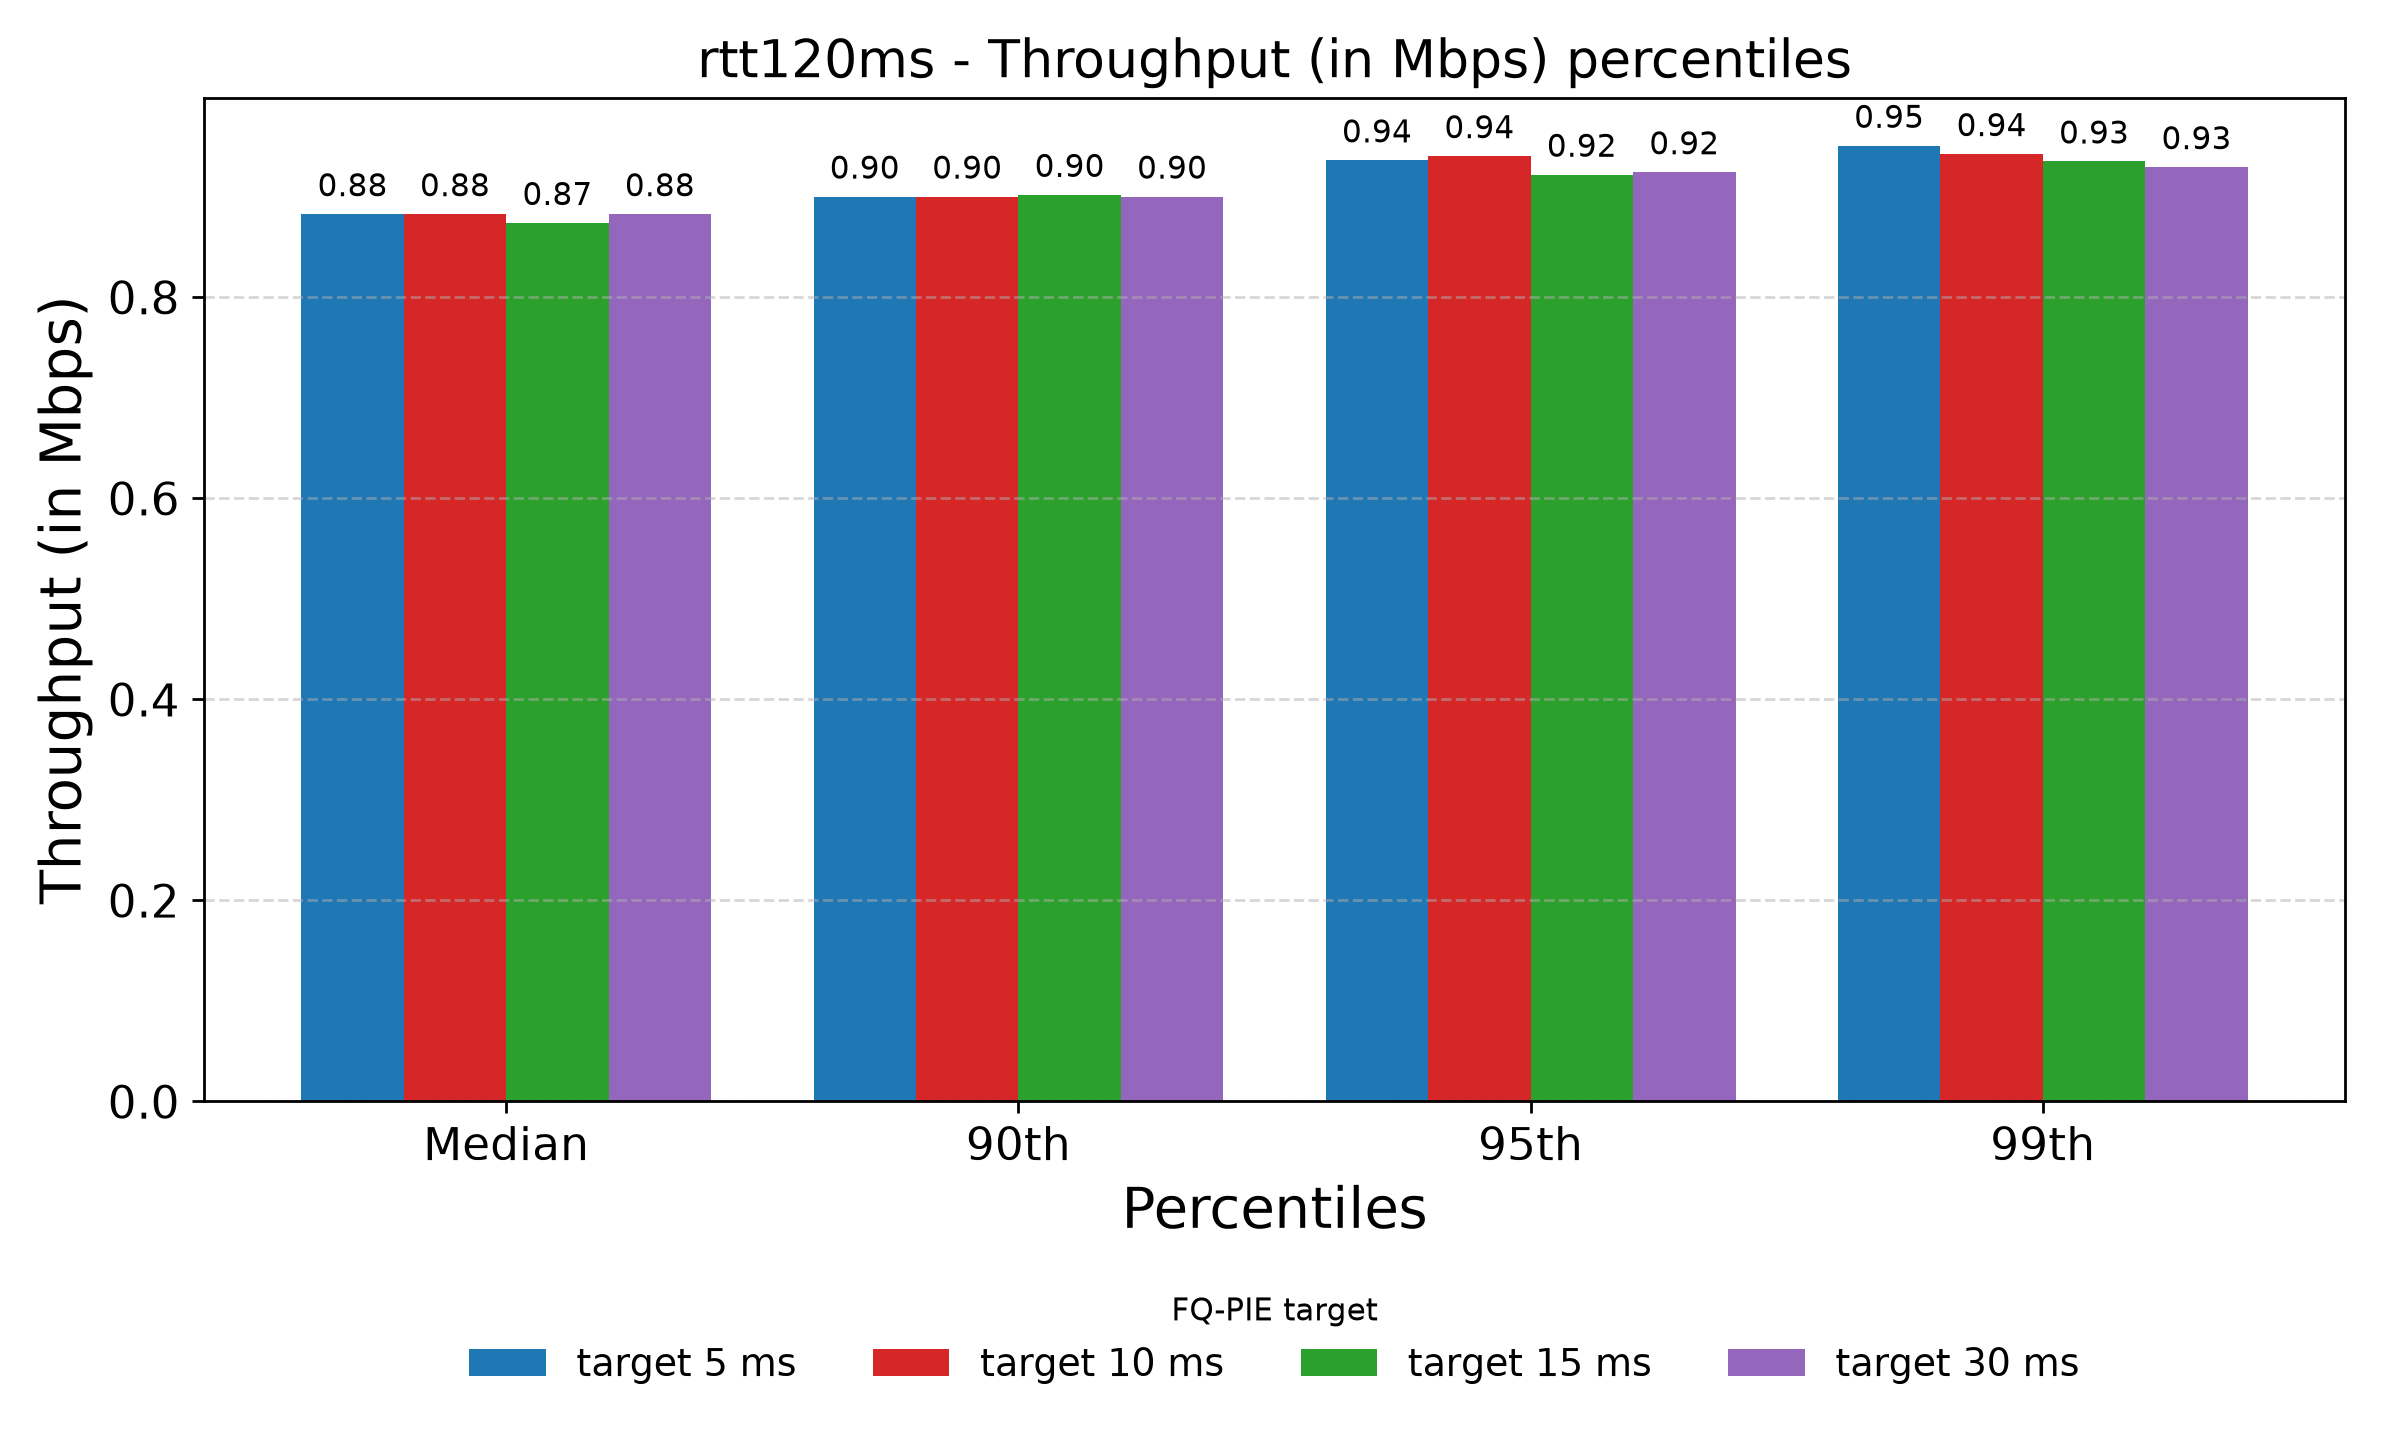 rtt120ms - Throughput (in Mbps) percentiles
Throughput (in Mbps)
0.8
0.6
0.4
0.2
0.0
0.88 0.88 0.87 0.88
0.90 0.90 0.90 0.90
0.94 0.94 0.92 0.92
0.95 0.94 0.93 0.93
Median 90th 95th 99th
Percentiles
FQ-PIE target
target 5 ms target 10 ms target 15 ms target 30 ms